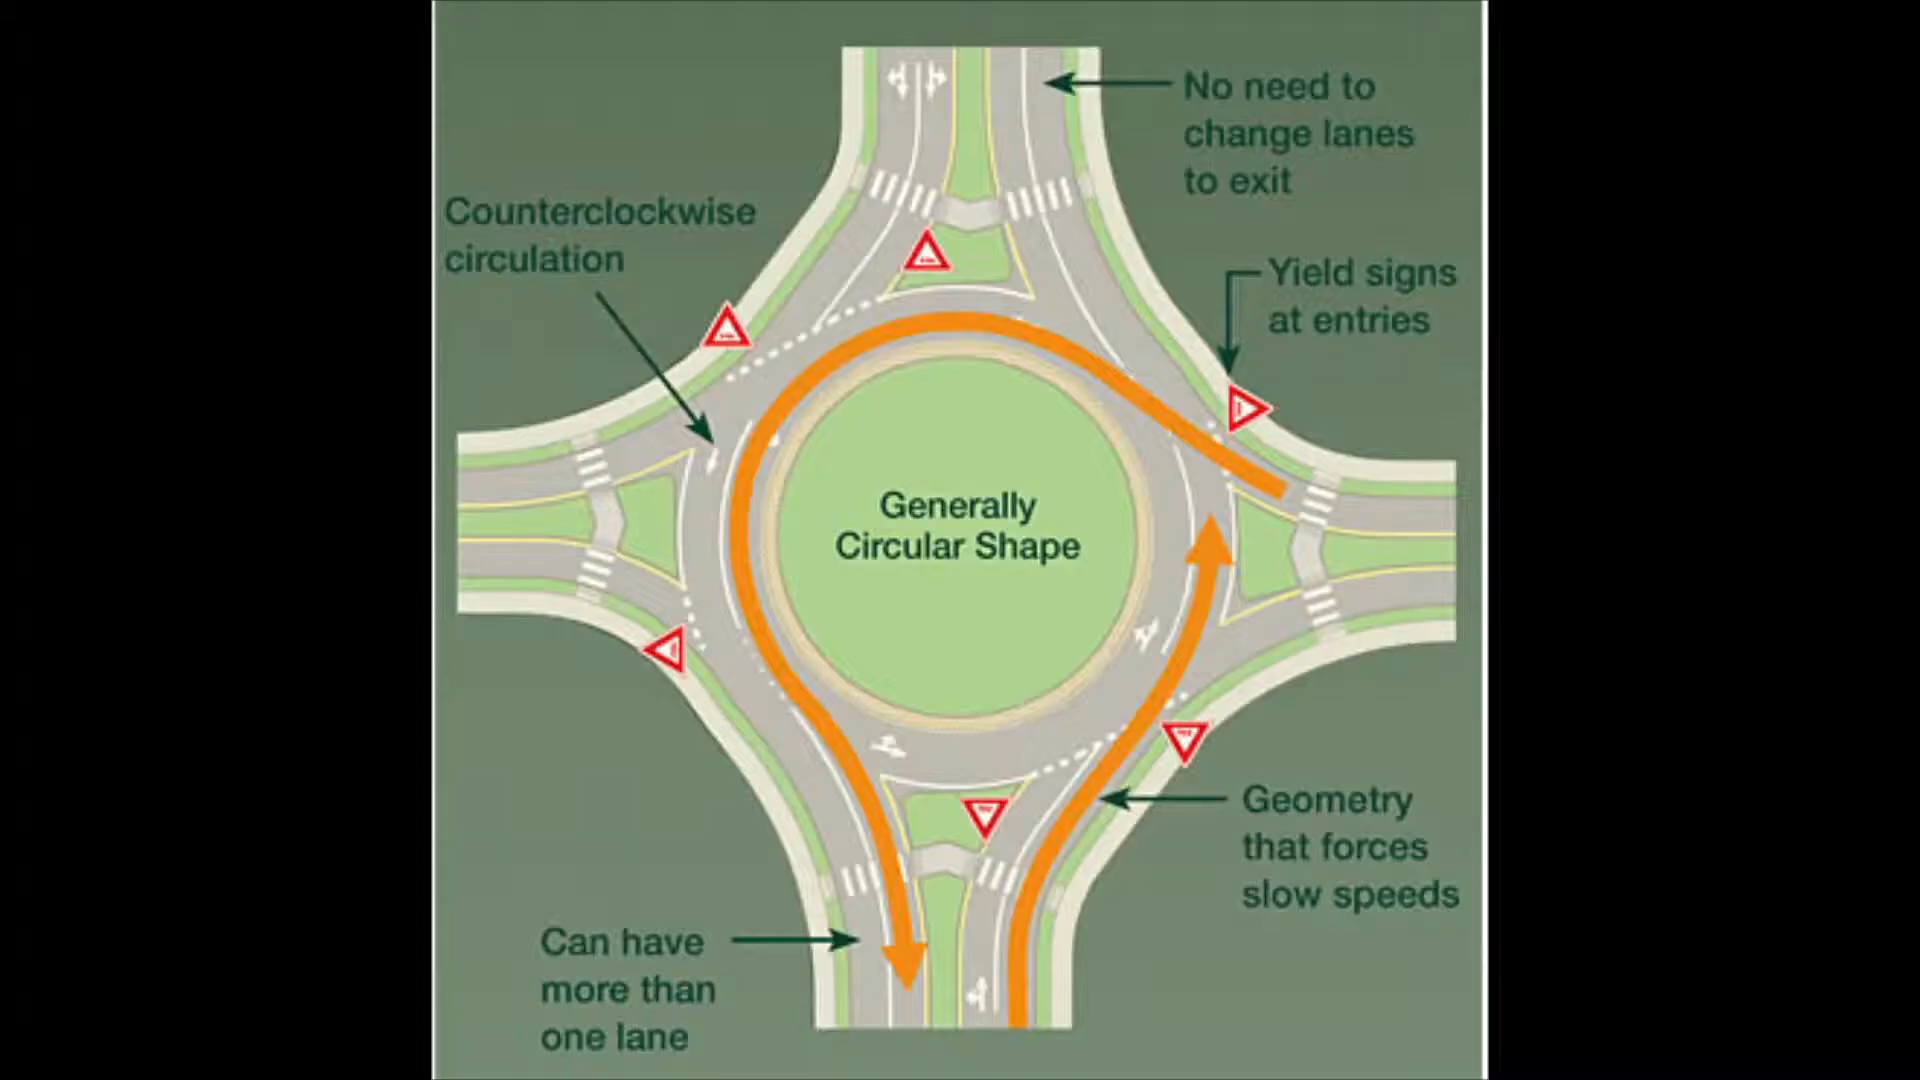 No need to
change lanes
to exit
Counterclockwise
circulation
Yield signs
at entries
Generally
Circular Shape
Geometry
that forces
slow speeds
Can have
more than
one lane